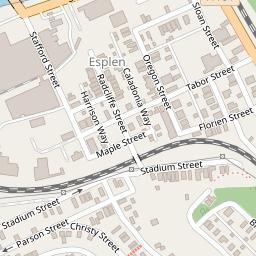 Sloan Street
Stafford Street
Esplen
Oregon Street
Caladonia Way
Radcliffe Street
Tabor Street
Harrison Way
Florien Street
Maple Street
Stadium Street
Stadium Street
Parson Street
Christy Street